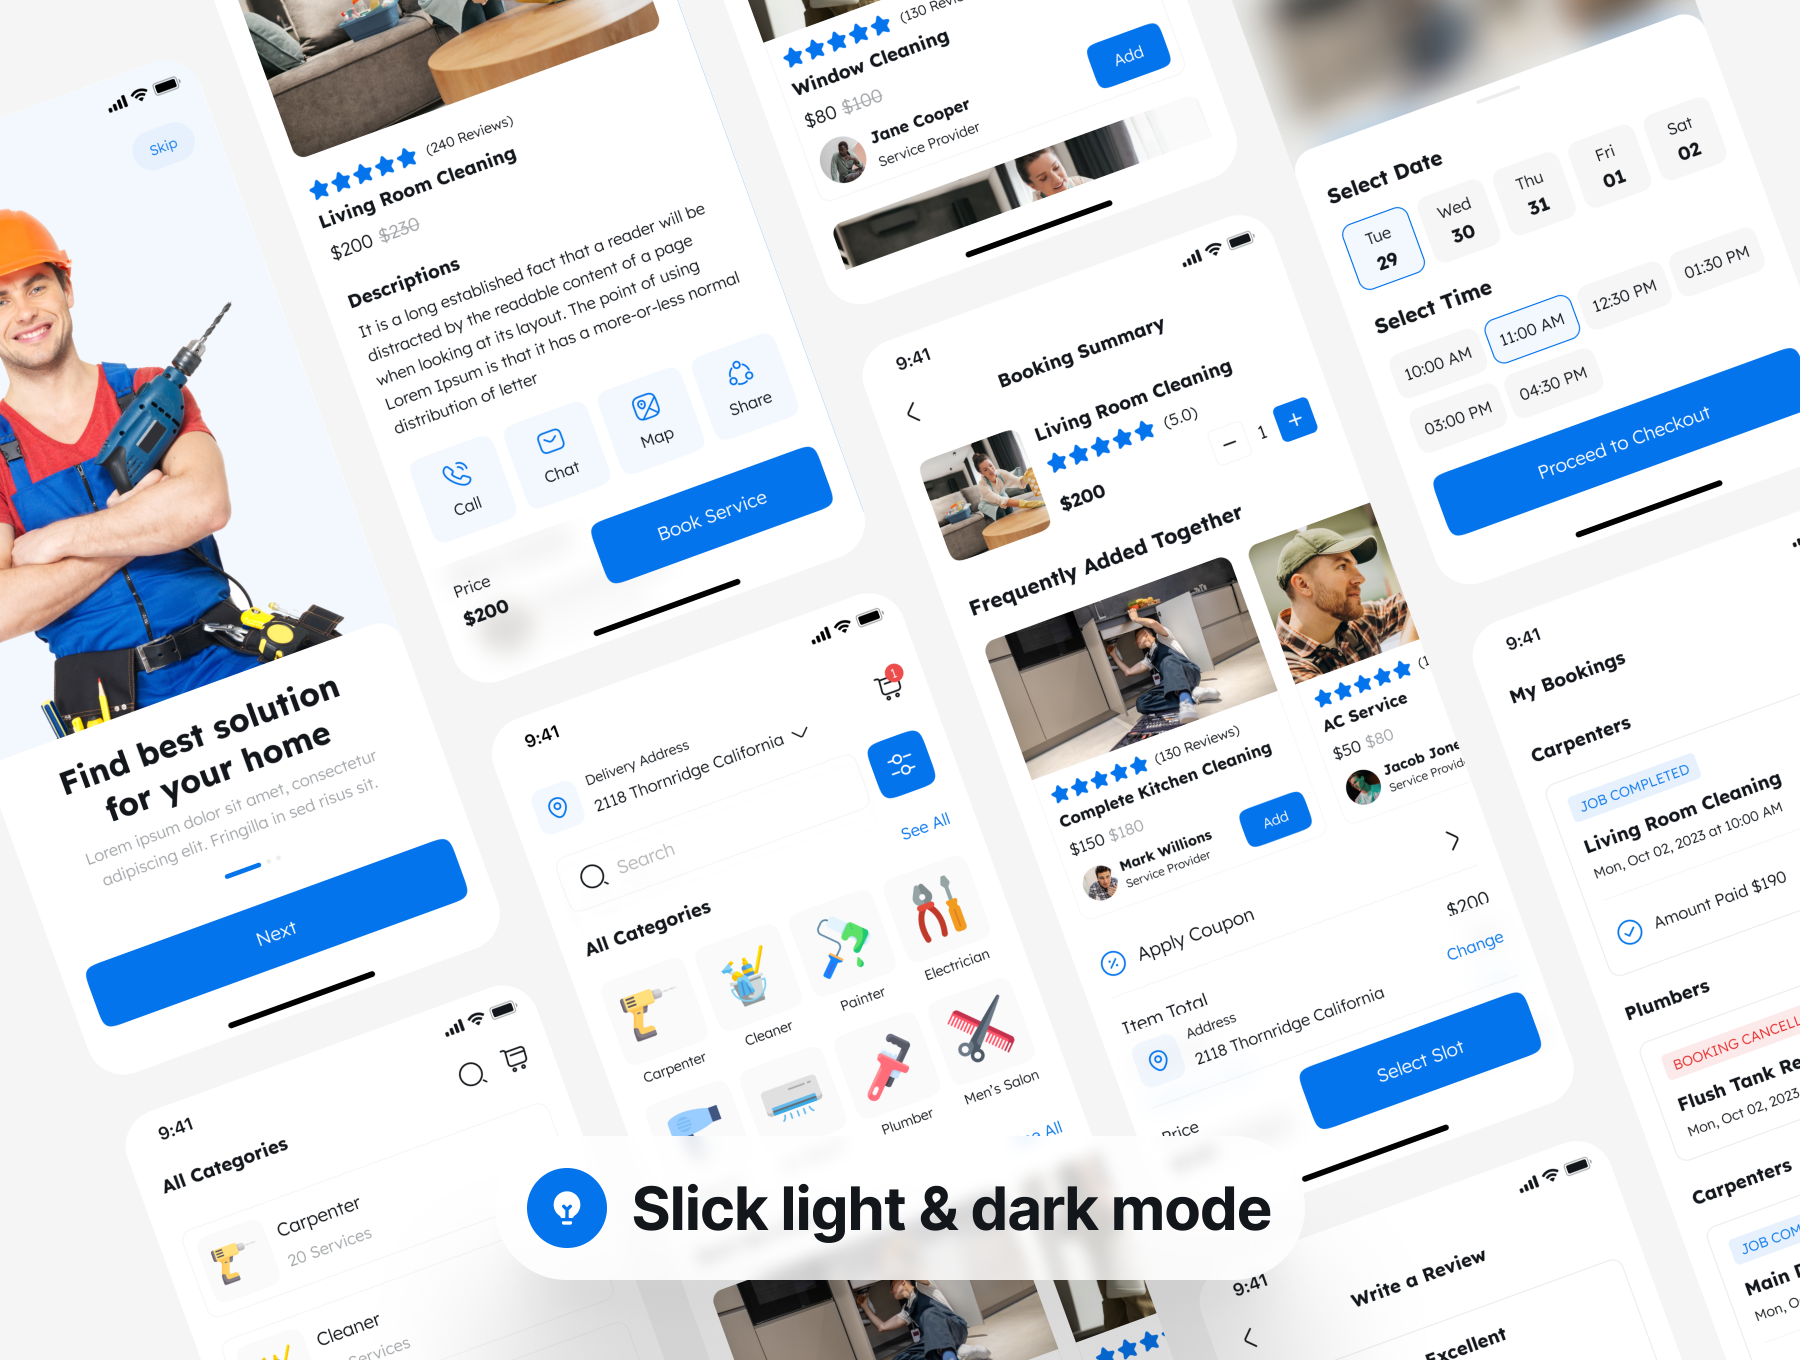 Skip
Find best solution
for your home
Lorem ipsum dolor sit amet, consectetur
adipiscing elit. Fringilla in sed risus sit.
Next
(240 Reviews)
Living Room Cleaning
$200 $230
Descriptions
It is a long established fact that a reader will be
distracted by the readable content of a page
when looking at its layout. The point of using
Lorem Ipsum is that it has a more-or-less normal
distribution of letter
Call
Chat
Map
Share
Price
$200
Book Service
(130 Reviews)
Window Cleaning
$80 $100
Jane Cooper
Service Provider
Add
Select Date
Tue
29
Wed
30
Thu
31
Fri
01
Sat
02
Select Time
10:00 AM
11:00 AM
12:30 PM
01:30 PM
03:00 PM
04:30 PM
Proceed to Checkout
9:41
Booking Summary
Living Room Cleaning
(5.0)
$200
1
Frequently Added Together
(130 Reviews)
Complete Kitchen Cleaning
$150 $180
Mark Willions
Service Provider
Add
(1
AC Service
$50 $80
Jacob Jone
Service Provid
Apply Coupon
Item Total
$200
Address
2118 Thornridge California
Change
Price
Select Slot
9:41
1
Delivery Address
2118 Thornridge California
Search
All Categories
See All
Carpenter
Cleaner
Painter
Electrician
Plumber
Men's Salon
All
9:41
All Categories
Carpenter
20 Services
Cleaner
Services
9:41
My Bookings
Carpenters
JOB COMPLETED
Living Room Cleaning
Mon, Oct 02, 2023 at 10:00 AM
Amount Paid $190
Plumbers
BOOKING CANCELL
Flush Tank Re
Mon, Oct 02, 2023
Carpenters
JOB COM
Main
Mon, O
9:41
Write a Review
Excellent
Slick light & dark mode